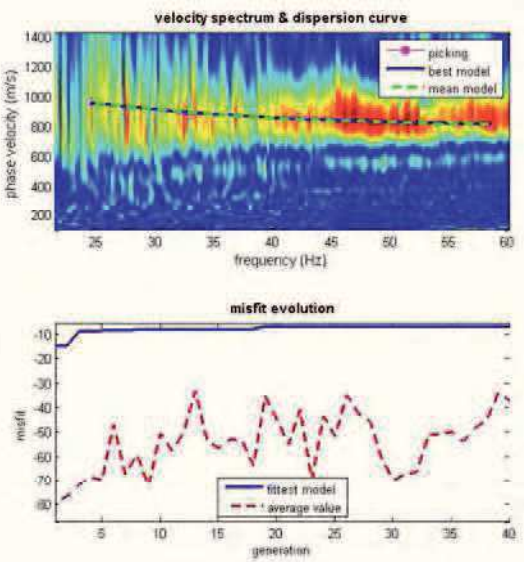 velocity spectrum & dispersion curve
phase velocity (m/s)
1400
1200
1000
800
600
400
200
picking
best model
mean model
25 30 35 40 45 50 55 60
frequency (Hz)
misfit evolution
misfit
-10
-20
-30
-40
-50
-60
-70
-80
fittest model
average value
5 10 15 20 25 30 35 40
generation